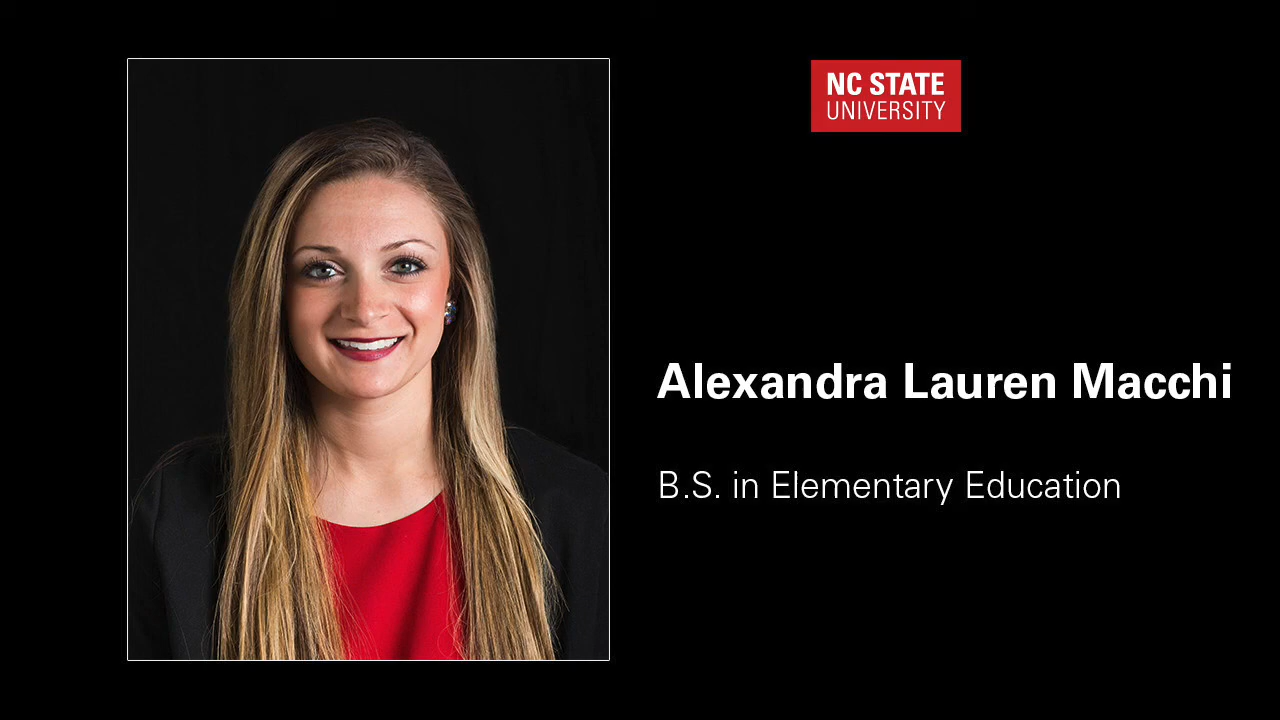 NC STATE
UNIVERSITY
Alexandra Lauren Macchi
B.S. in Elementary Education